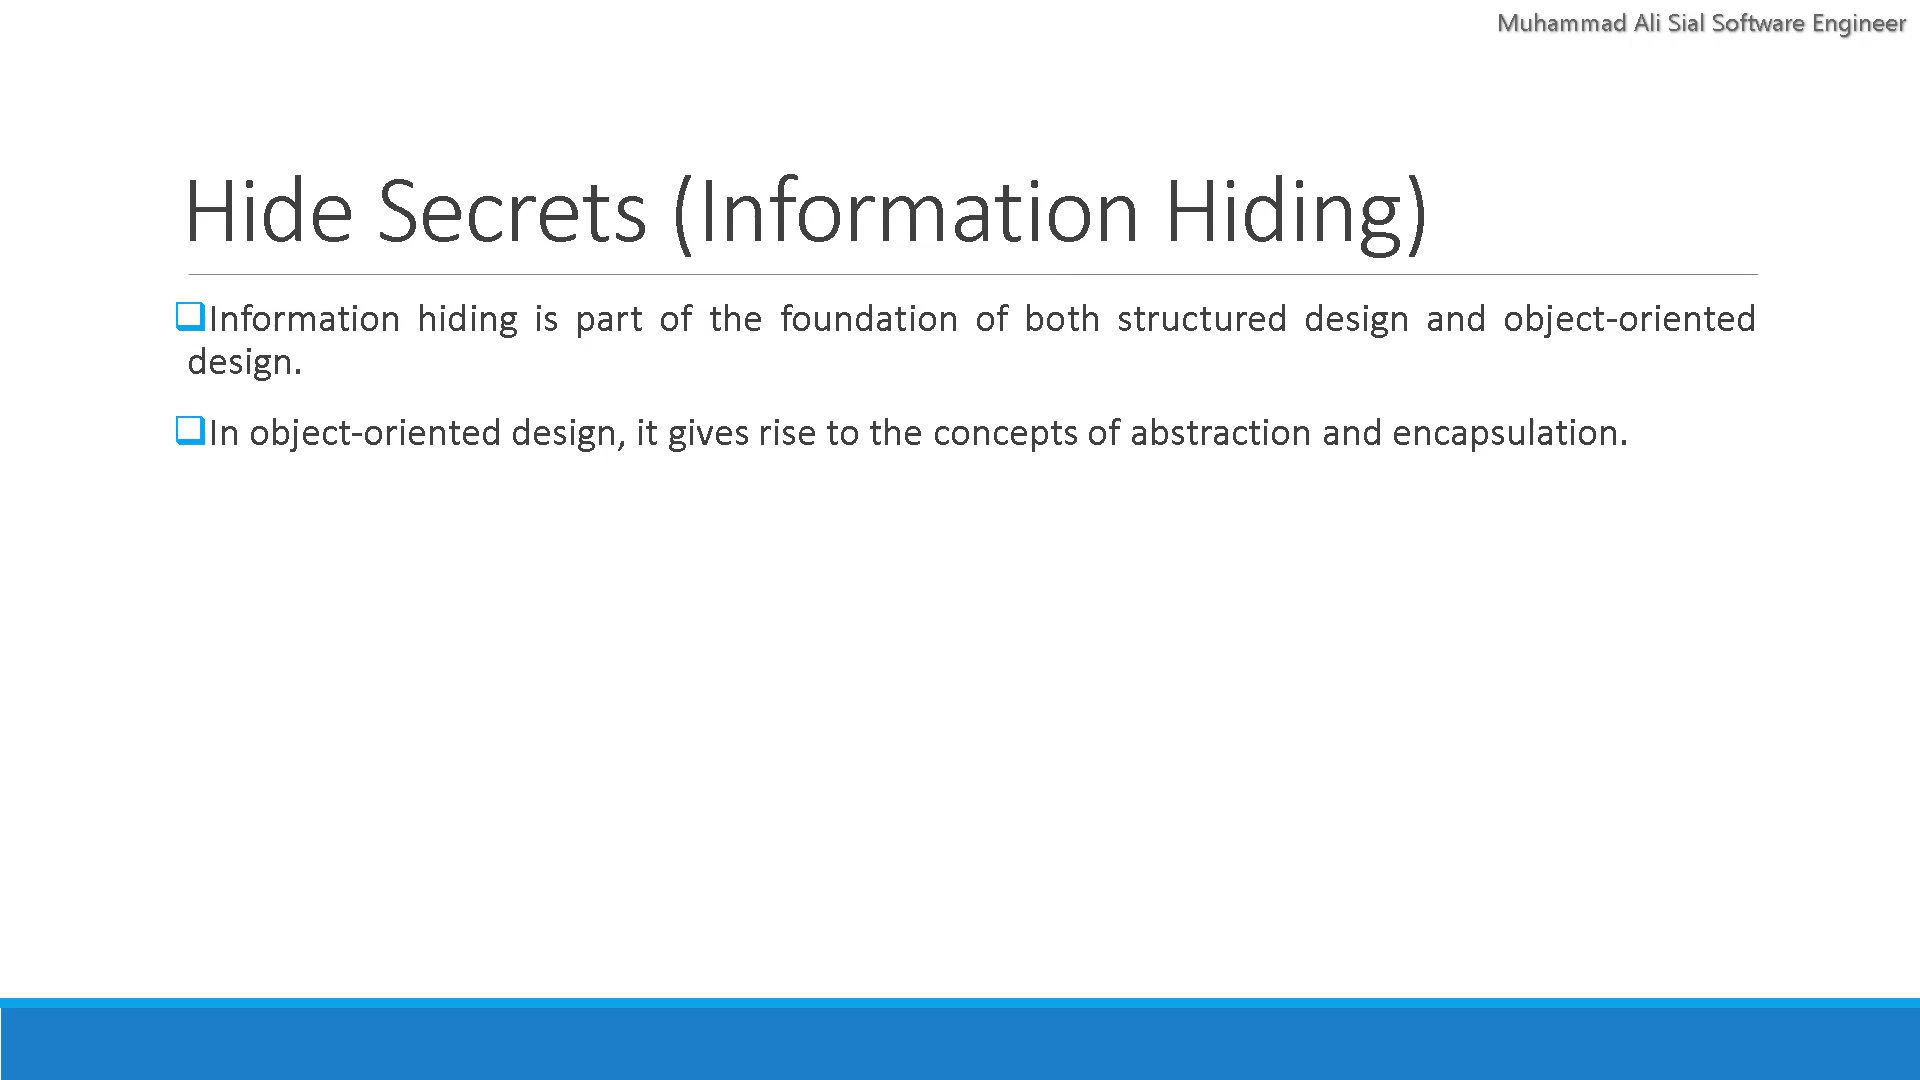 Muhammad Ali Sial Software Engineer
Hide Secrets (Information Hiding)
❑Information hiding is part of the foundation of both structured design and object-oriented
design.
❑In object-oriented design, it gives rise to the concepts of abstraction and encapsulation.